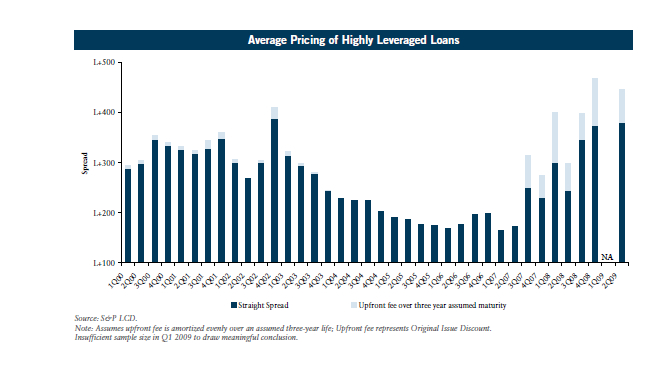 Average Pricing of Highly Leveraged Loans
L+500
L+400
L+300
L+200
L+100
Spread
NA
1Q00 2Q00 3Q00 4Q00 1Q01 2Q01 3Q01 4Q01 1Q02 2Q02 3Q02 4Q02 1Q03 2Q03 3Q03 4Q03 1Q04 2Q04 3Q04 4Q04 1Q05 2Q05 3Q05 4Q05 1Q06 2Q06 3Q06 4Q06 1Q07 2Q07 3Q07 4Q07 1Q08 2Q08 3Q08 4Q08 1Q09 2Q09
Straight Spread Upfront fee over three year assumed maturity
Source: S&P LCD.
Note: Assumes upfront fee is amortized evenly over an assumed three-year life; Upfront fee represents Original Issue Discount.
Insufficient sample size in Q1 2009 to draw meaningful conclusion.